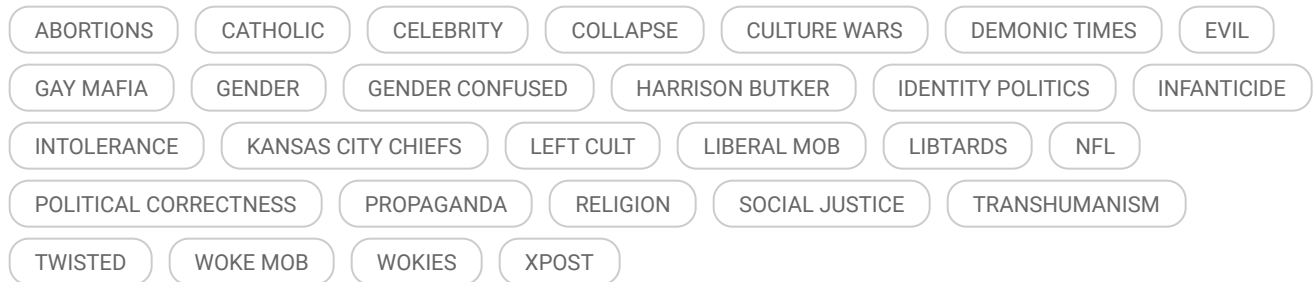 ABORTIONS CATHOLIC CELEBRITY COLLAPSE CULTURE WARS DEMONIC TIMES EVIL
GAY MAFIA GENDER GENDER CONFUSED HARRISON BUTKER IDENTITY POLITICS INFANTICIDE
INTOLERANCE KANSAS CITY CHIEFS LEFT CULT LIBERAL MOB LIBTARDS NFL
POLITICAL CORRECTNESS PROPAGANDA RELIGION SOCIAL JUSTICE TRANSHUMANISM
TWISTED WOKE MOB WOKIES XPOST